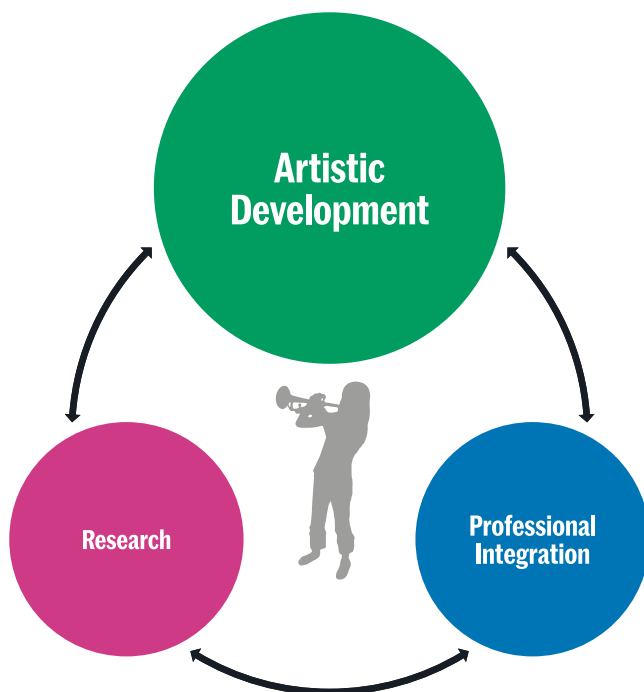 Artistic
Development
Research
Professional
Integration